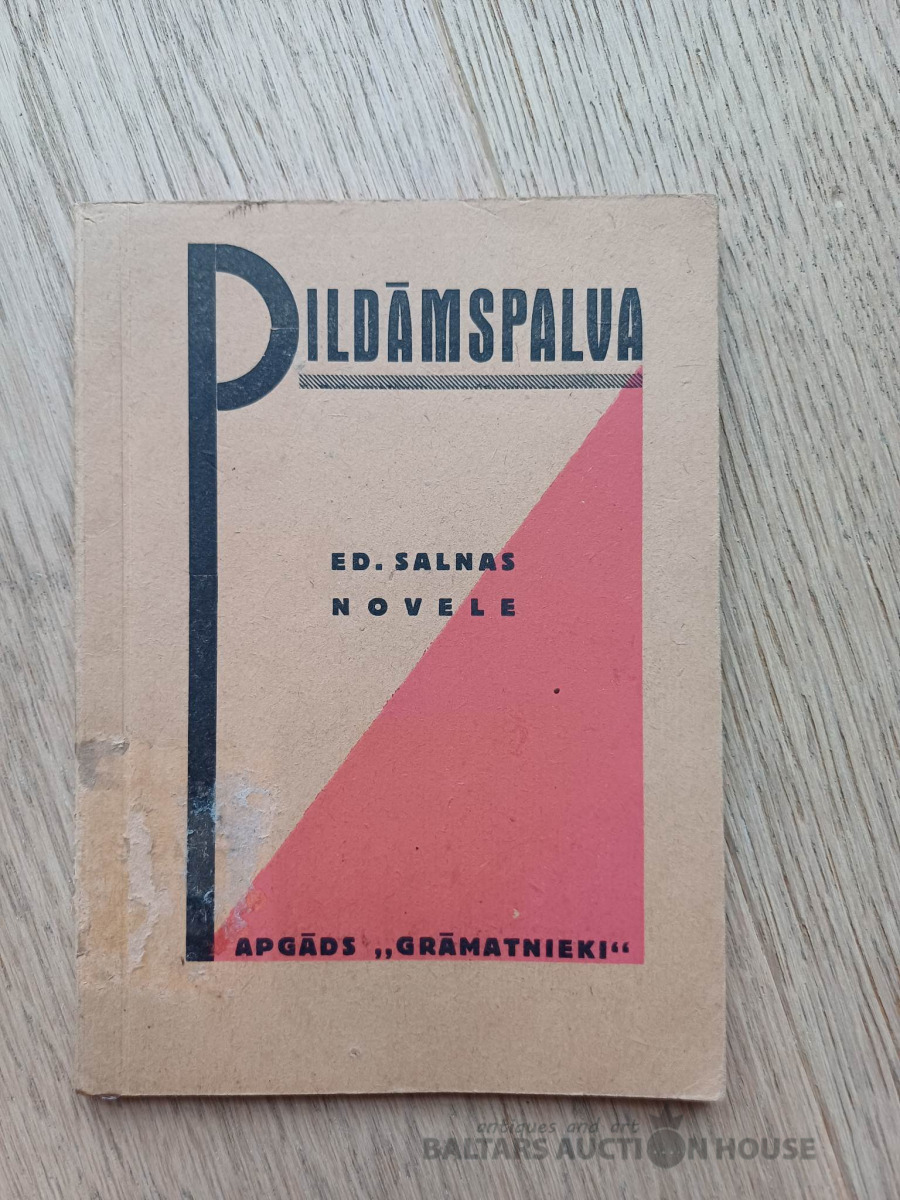 PILDĀMSPALVA
ED. SALNAS
NOVELE
APGĀDS „GRĀMATNIEKI“
antiques and art
BALTARS AUCTION HOUSE